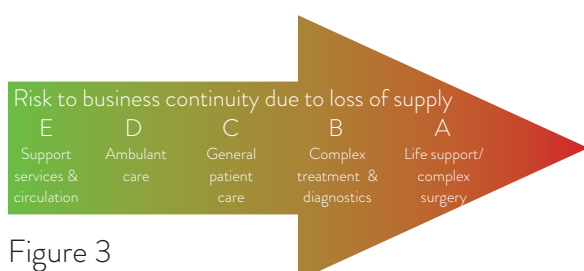 Risk to business continuity due to loss of supply
E D C B A
Support Ambulant General Complex Life support/
services & care patient treatment & complex
circulation care diagnostics surgery
Figure 3